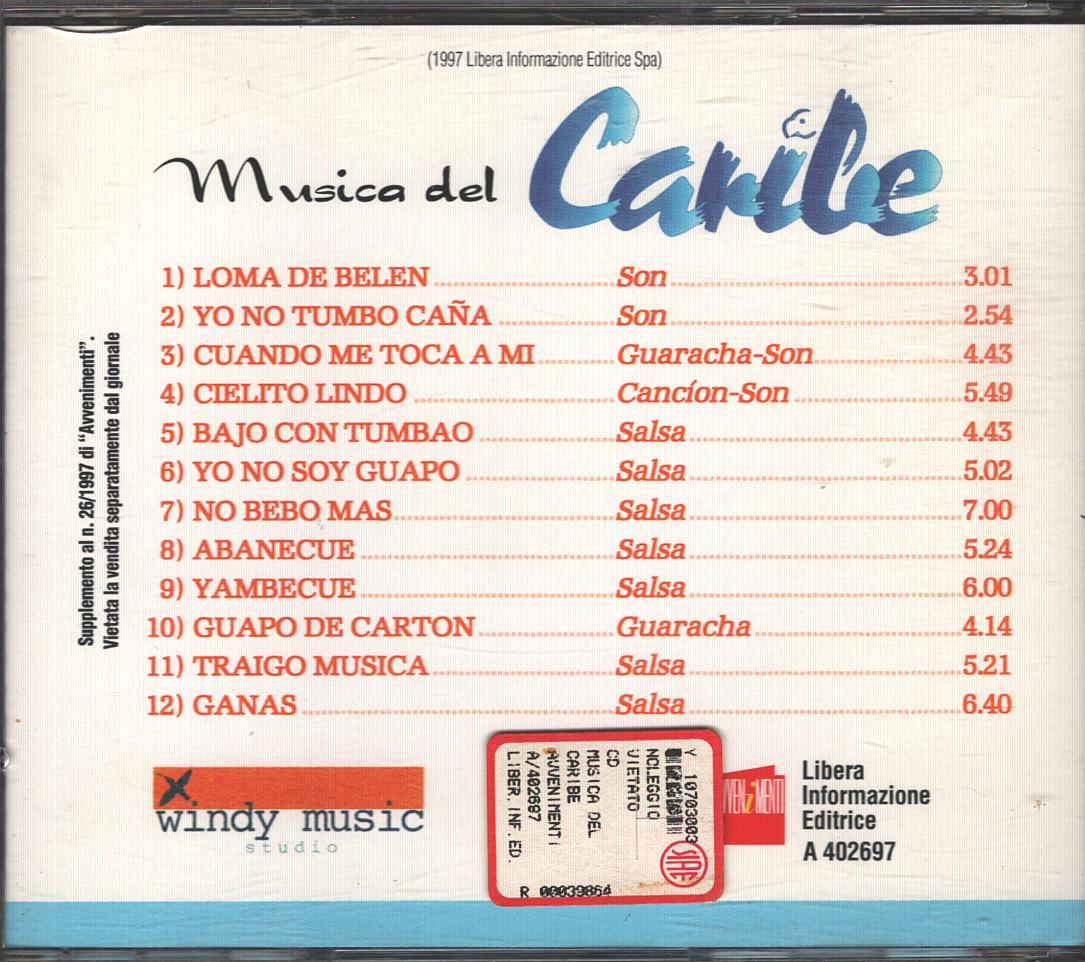 (1997 Libera Informazione Editrice Spa)
Musica del Caribe
1) LOMA DE BELEN Son 3.01
2) YO NO TUMBO CAÑA Son 2.54
3) CUANDO ME TOCA A MI Guaracha-Son 4.43
4) CIELITO LINDO Cancíon-Son 5.49
5) BAJO CON TUMBAO Salsa 4.43
6) YO NO SOY GUAPO Salsa 5.02
7) NO BEBO MAS Salsa 7.00
8) ABANECUE Salsa 5.24
9) YAMBECUE Salsa 6.00
10) GUAPO DE CARTON Guaracha 4.14
11) TRAIGO MUSICA Salsa 5.21
12) GANAS Salsa 6.40
Supplemento al n. 26/1997 di “Avvenimenti”.
Vietata la vendita separatamente dal giornale
windy music
studio
Y 10703003
NOLEGGIO
VIETATO
CD
MUSICA DEL
CARIBE
AVVENIMENTI
A/402687
LIBER.INF.ED.
R 00039864
SIAE
VVENiMENTI
Libera
Informazione
Editrice
A 402697